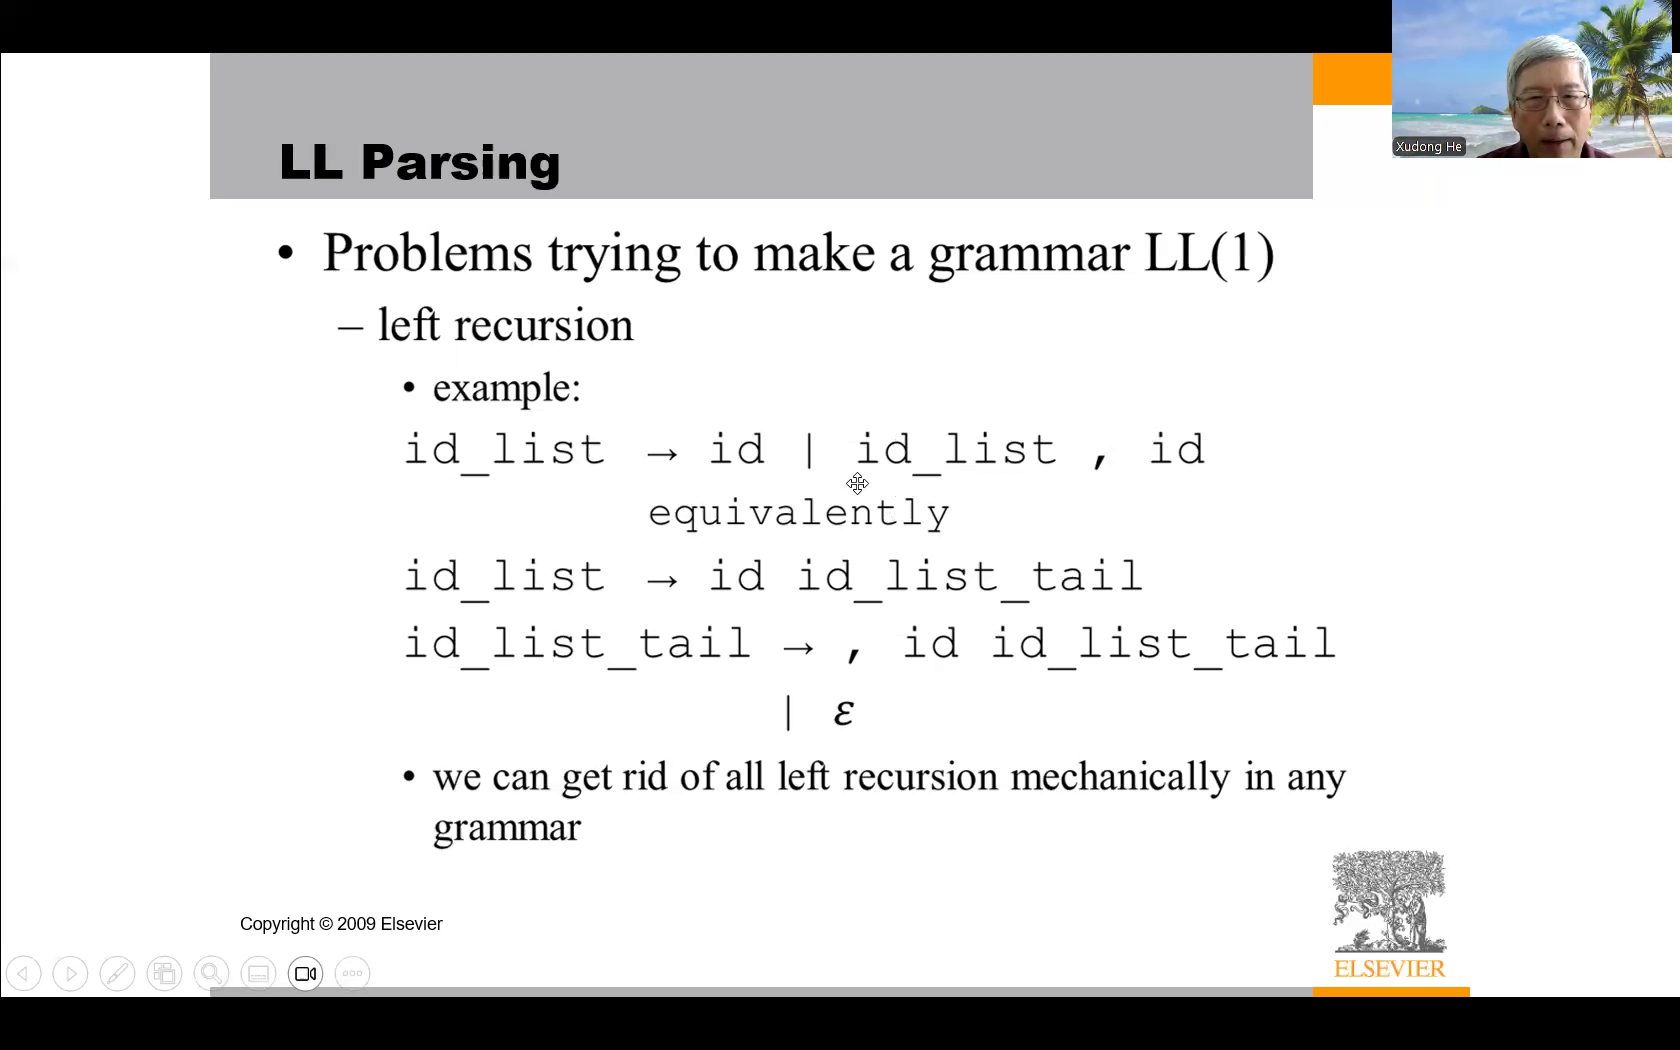 Xudong He
LL Parsing
• Problems trying to make a grammar LL(1)
– left recursion
• example:
id_list → id | id_list , id
equivalently
id_list → id id_list_tail
id_list_tail → , id id_list_tail
| ε
• we can get rid of all left recursion mechanically in any
grammar
Copyright © 2009 Elsevier
ELSEVIER